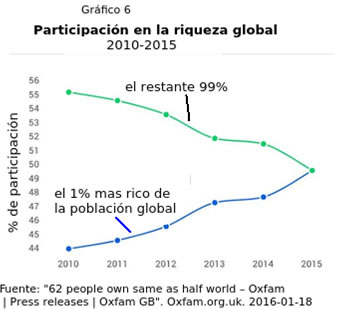 Gráfico 6
Participación en la riqueza global
2010-2015
56
55
54
53
52
51
50
49
48
47
46
45
44
% de participación
el restante 99%
el 1% mas rico de
la población global
2010 2011 2012 2013 2014 2015
Fuente: "62 people own same as half world – Oxfam
| Press releases | Oxfam GB". Oxfam.org.uk. 2016-01-18